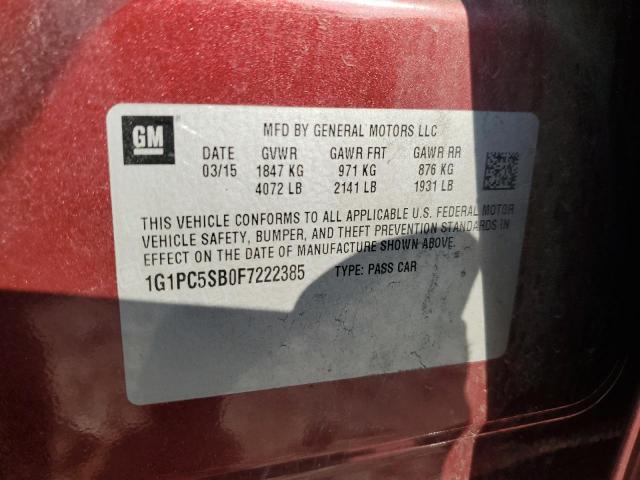 GM
MFD BY GENERAL MOTORS LLC
DATE GVWR GAWR FRT GAWR RR
03/15 1847 KG 971 KG 876 KG
4072 LB 2141 LB 1931 LB
THIS VEHICLE CONFORMS TO ALL APPLICABLE U.S. FEDERAL MOTOR
VEHICLE SAFETY, BUMPER, AND THEFT PREVENTION STANDARDS IN
EFFECT ON THE DATE OF MANUFACTURE SHOWN ABOVE.
1G1PC5SB0F7222385 TYPE: PASS CAR